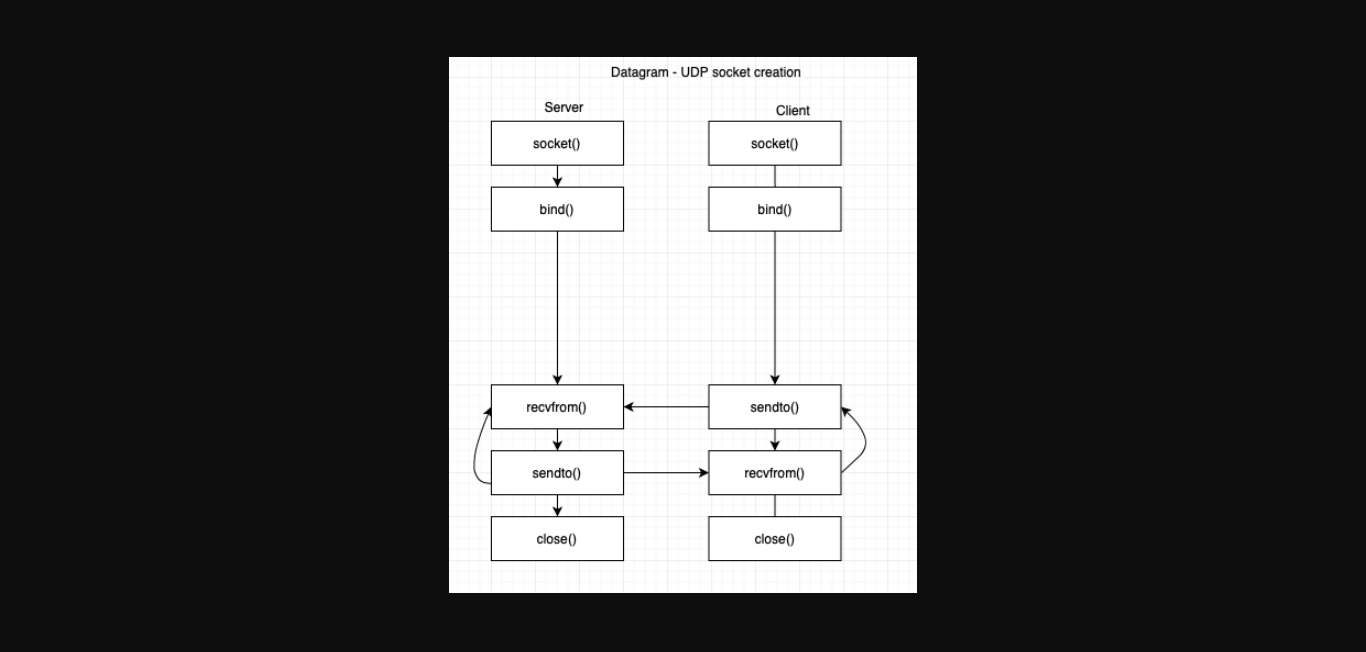 Datagram - UDP socket creation
Server
Client
socket()
socket()
bind()
bind()
recvfrom()
sendto()
sendto()
recvfrom()
close()
close()